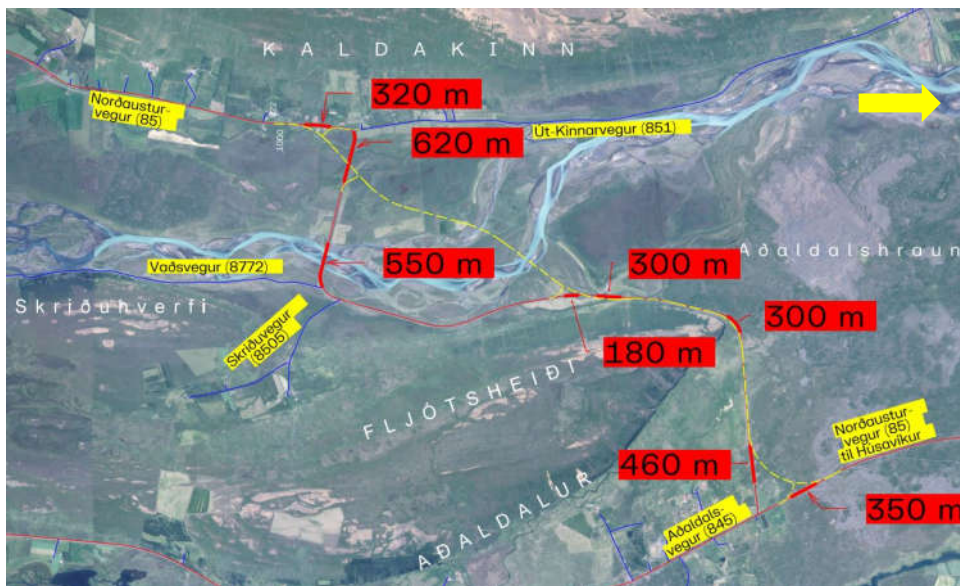 KALDAKINN
320 m
Norðaustur-
vegur (85)
1000
Út-Kinnarvegur (851)
620 m
Aðaldalshraun
Vaðsvegur (8772)
550 m
300 m
Skriðuhverfi
Skriðuvegur
(8505)
300 m
180 m
FLJÓTSHEIÐI
Norðaustur-
vegur (85)
til Húsavíkur
460 m
AÐALDALUR
Aðaldals-
vegur (845)
350 m